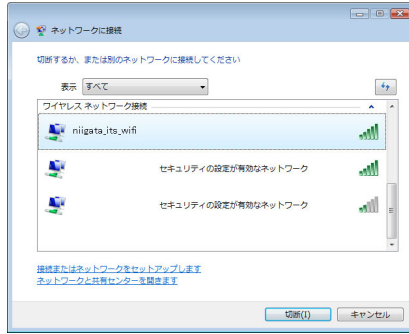 ネットワークに接続
切断するか、または別のネットワークに接続してください
表示 すべて
ワイヤレス ネットワーク接続
niigata_its_wifi
セキュリティの設定が有効なネットワーク
セキュリティの設定が有効なネットワーク
接続またはネットワークをセットアップします
ネットワークと共有センターを開きます
切断(I) キャンセル